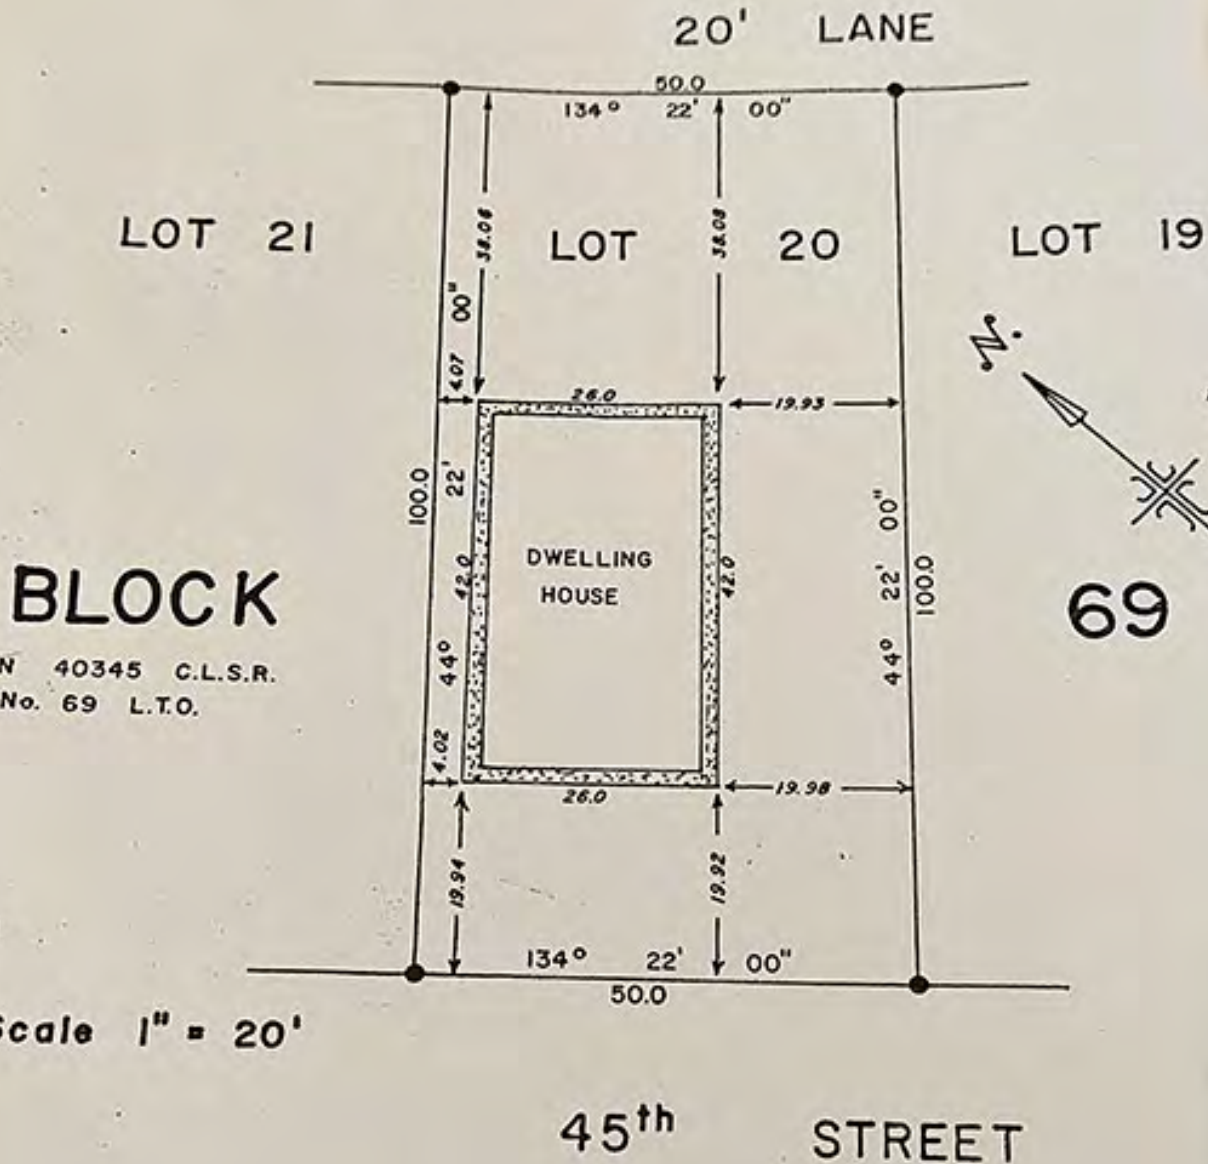 20' LANE
50.0
134° 22' 00"
LOT 21
LOT 20
LOT 19
38.06
38.08
N.
4.07
26.0
19.93
44° 22' 00"
100.0
42.0
DWELLING
HOUSE
42.0
44° 22' 00"
100.0
BLOCK 69
N 40345 C.L.S.R.
No. 69 L.T.O.
4.02
26.0
19.98
19.94
19.92
134° 22' 00"
50.0
Scale 1" = 20'
45th STREET